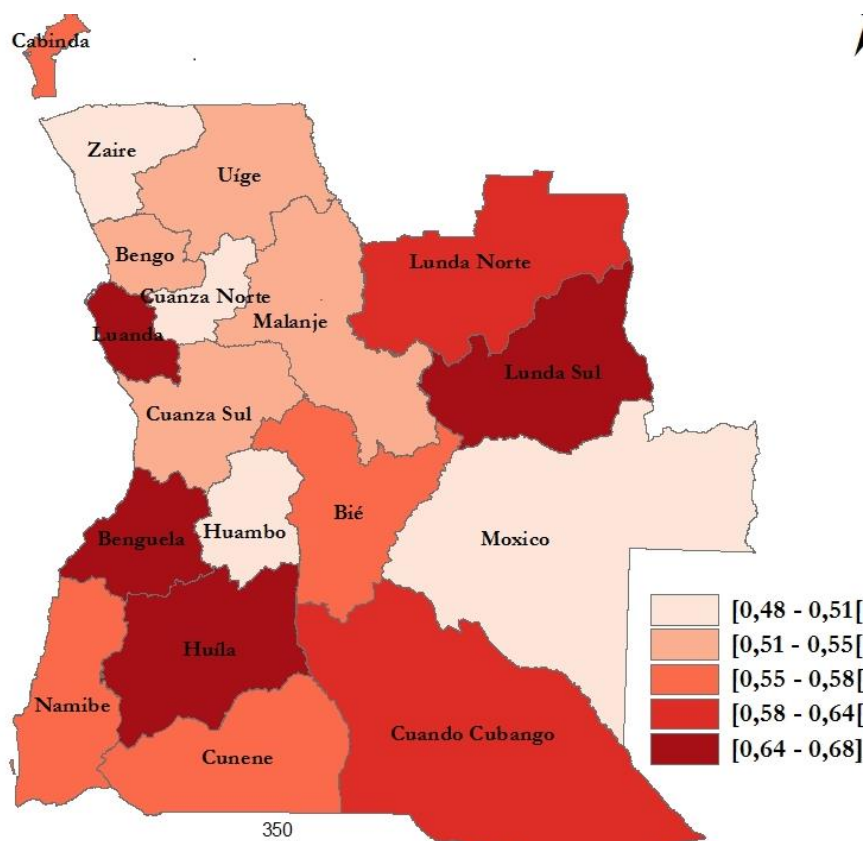 Cabinda
Zaire
Uíge
Bengo
Lunda Norte
Cuanza Norte
Luanda
Malanje
Lunda Sul
Cuanza Sul
Bié
Huambo
Benguela
Moxico
[0,48 - 0,51[
[0,51 - 0,55[
Huíla
[0,55 - 0,58[
Namibe
[0,58 - 0,64[
Cuando Cubango
[0,64 - 0,68]
Cunene
350